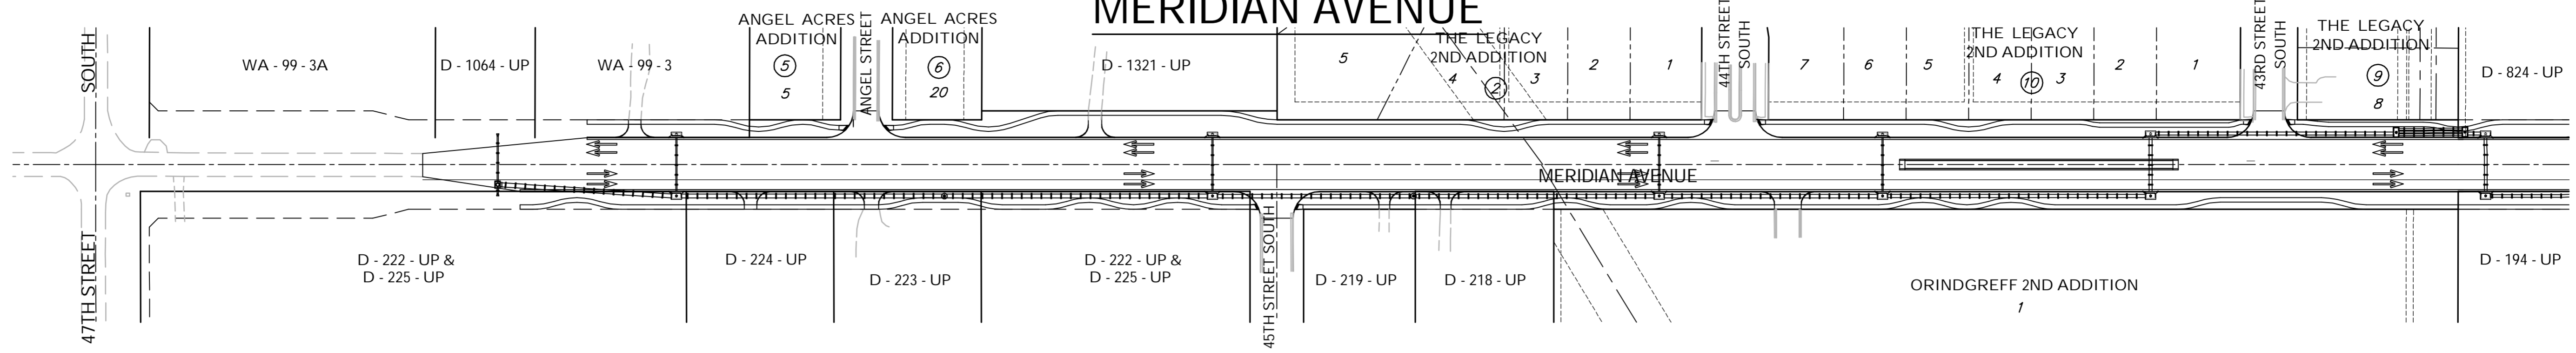 MERIDIAN AVENUE
47TH STREET
SOUTH
WA - 99 - 3A
D - 1064 - UP
WA - 99 - 3
ANGEL ACRES
ADDITION
5
5
ANGEL STREET
ANGEL ACRES
ADDITION
6
20
D - 1321 - UP
THE LEGACY
2ND ADDITION
2
5
4
3
2
1
44TH STREET
SOUTH
THE LEGACY
2ND ADDITION
10
7
6
5
4
3
2
1
43RD STREET
SOUTH
THE LEGACY
2ND ADDITION
9
8
D - 824 - UP
MERIDIAN AVENUE
D - 222 - UP &
D - 225 - UP
D - 224 - UP
D - 223 - UP
D - 222 - UP &
D - 225 - UP
45TH STREET SOUTH
D - 219 - UP
D - 218 - UP
ORINDGREFF 2ND ADDITION
1
D - 194 - UP